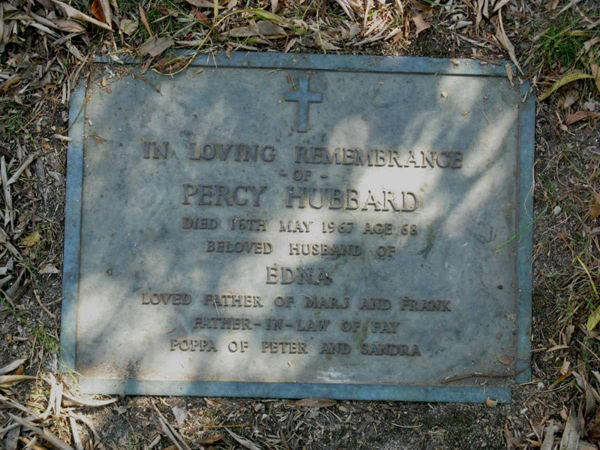 IN LOVING REMEMBRANCE
- OF -
PERCY HUBBARD
DIED 16TH MAY 1967 AGE 68
BELOVED HUSBAND OF
EDNA
LOVED FATHER OF MARJ AND FRANK
FATHER-IN-LAW OF FAY
POPPA OF PETER AND SANDRA